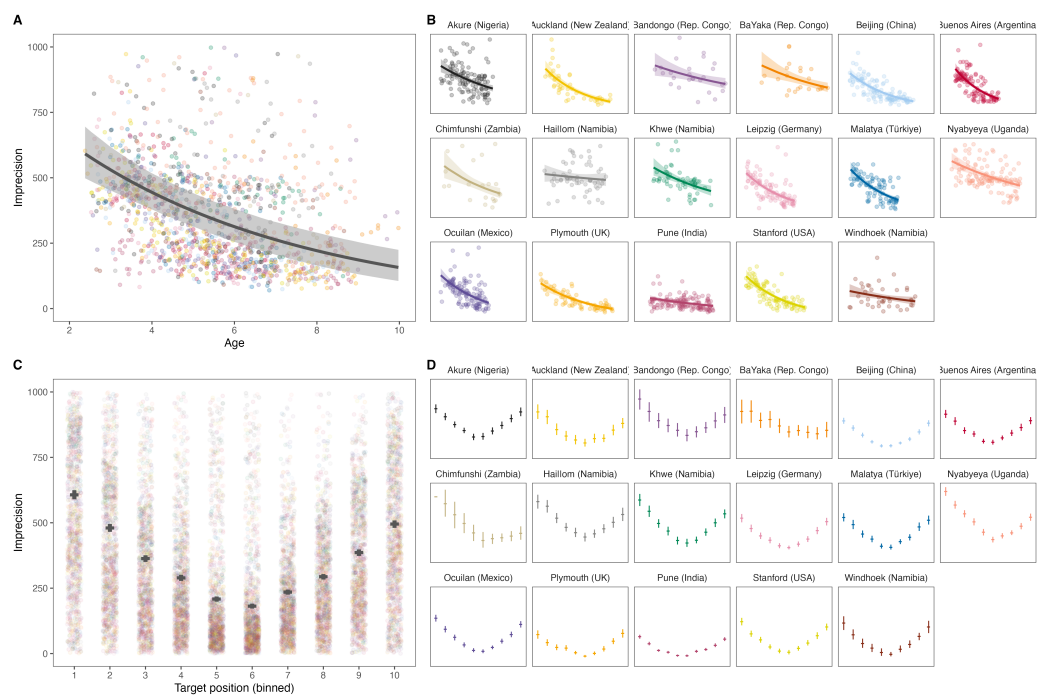 A
1000
750
500
250
0
Imprecision
2
4
6
8
10
Age
B
Akure (Nigeria)
Auckland (New Zealand)
Bandongo (Rep. Congo)
BaYaka (Rep. Congo)
Beijing (China)
Buenos Aires (Argentina
Chimfunshi (Zambia)
Haillom (Namibia)
Khwe (Namibia)
Leipzig (Germany)
Malatya (Türkiye)
Nyabyeya (Uganda)
Ocuilan (Mexico)
Plymouth (UK)
Pune (India)
Stanford (USA)
Windhoek (Namibia)
C
1000
750
500
250
0
Imprecision
1
2
3
4
5
6
7
8
9
10
Target position (binned)
D
Akure (Nigeria)
Auckland (New Zealand)
Bandongo (Rep. Congo)
BaYaka (Rep. Congo)
Beijing (China)
Buenos Aires (Argentina
Chimfunshi (Zambia)
Haillom (Namibia)
Khwe (Namibia)
Leipzig (Germany)
Malatya (Türkiye)
Nyabyeya (Uganda)
Ocuilan (Mexico)
Plymouth (UK)
Pune (India)
Stanford (USA)
Windhoek (Namibia)